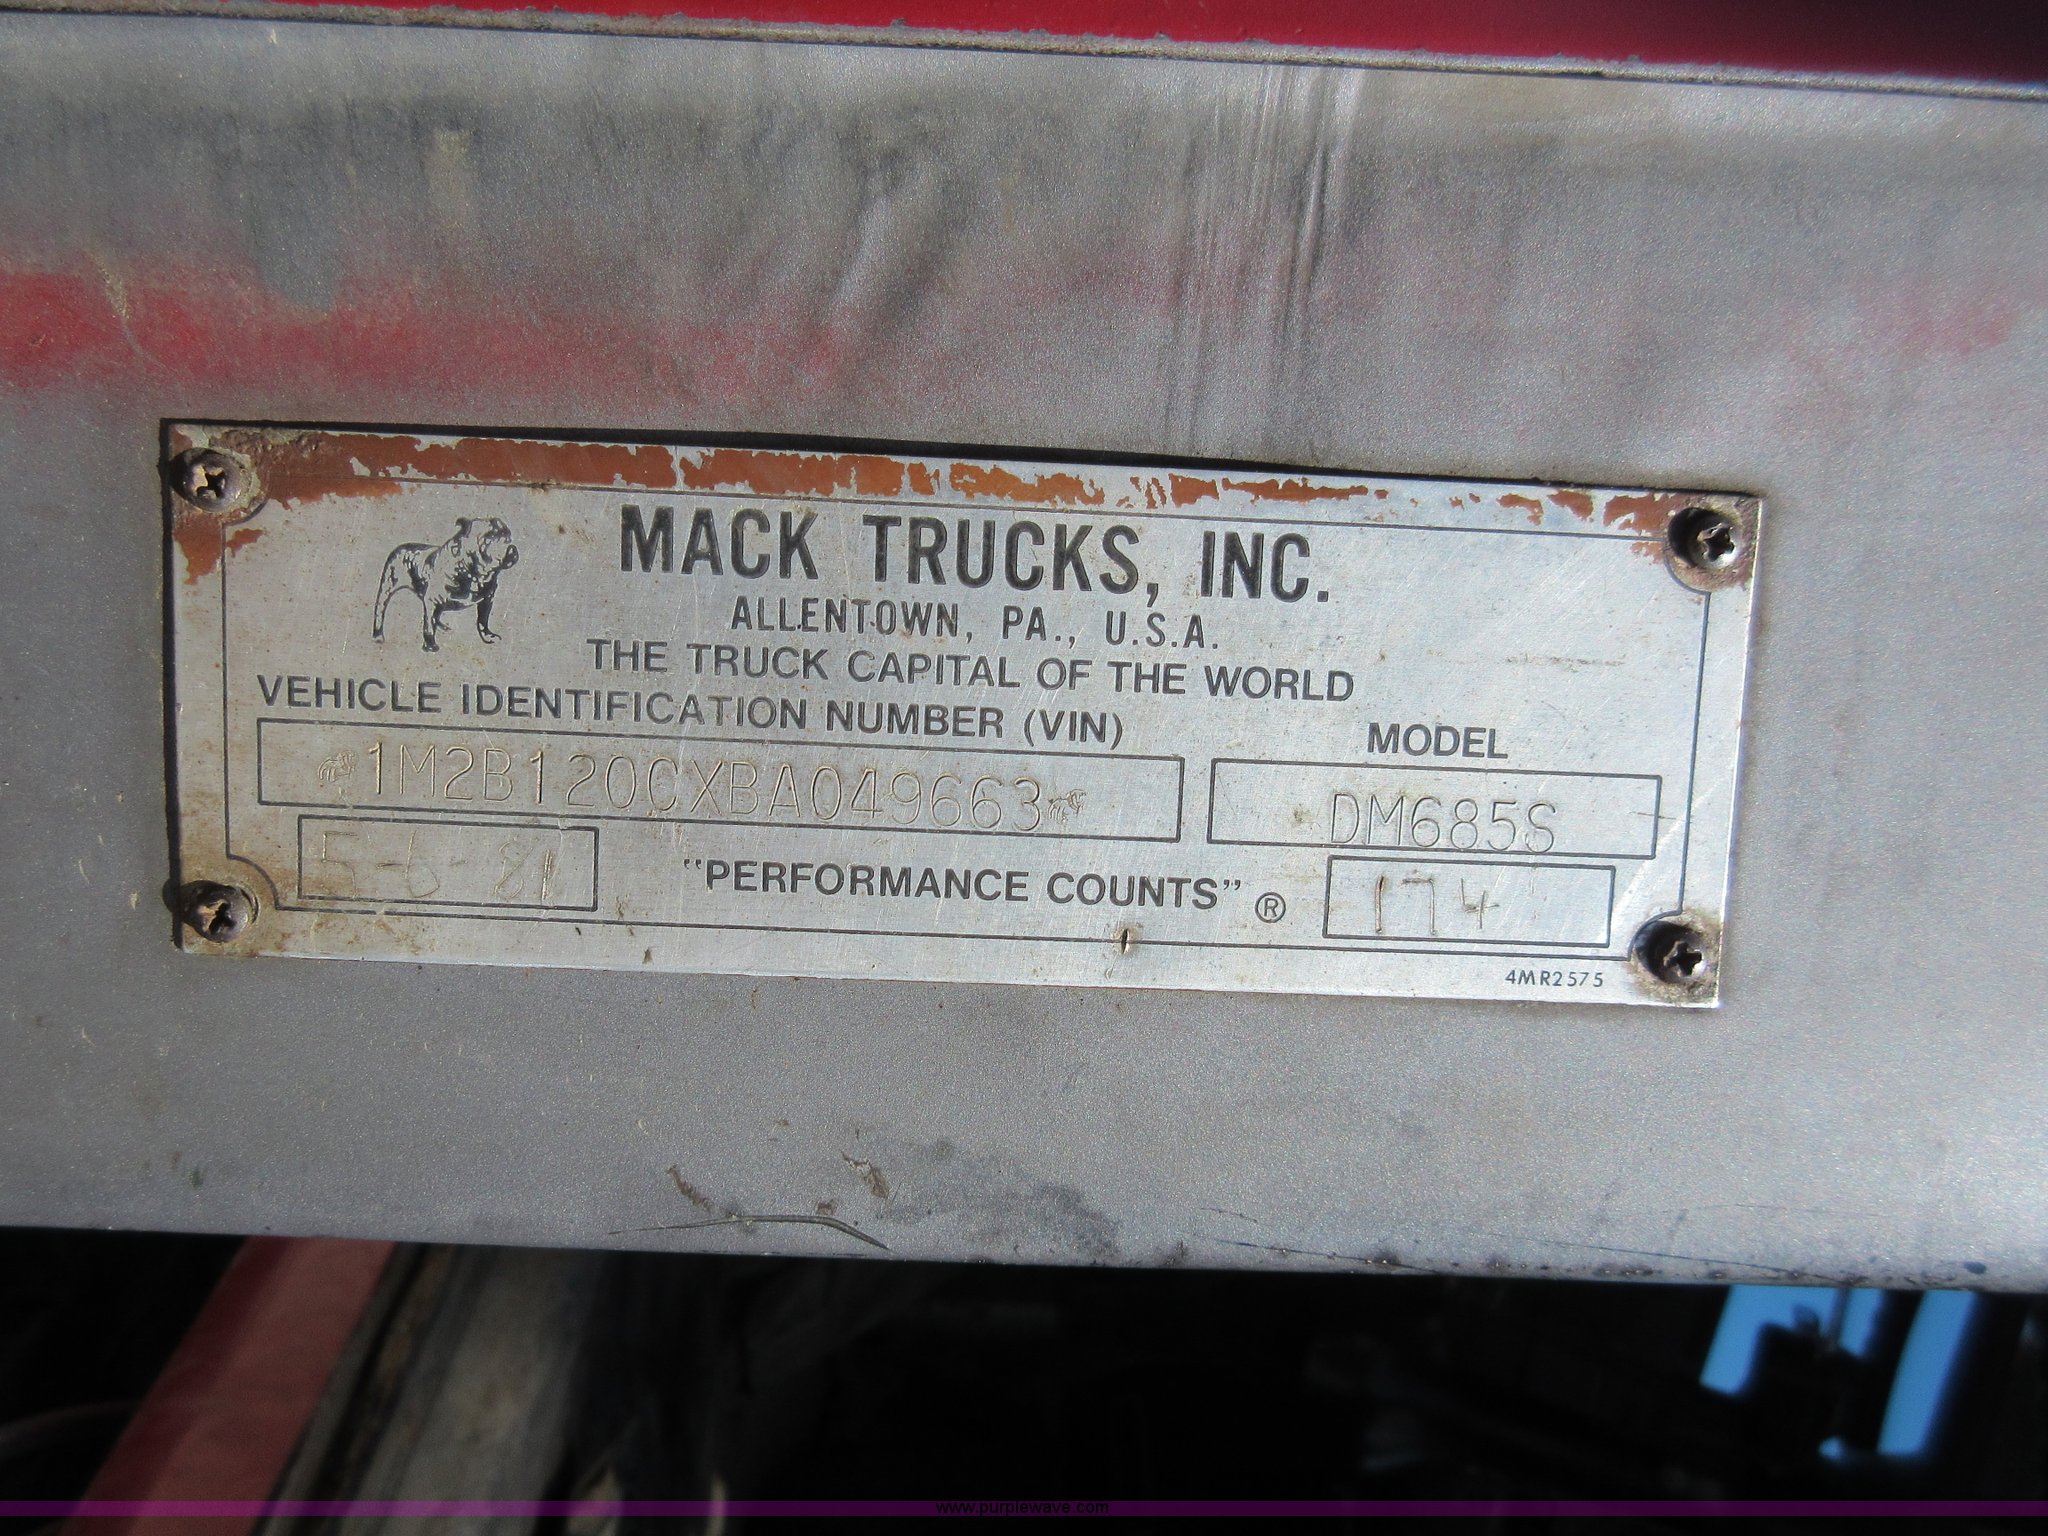 MACK TRUCKS, INC.
ALLENTOWN, PA., U.S.A.
THE TRUCK CAPITAL OF THE WORLD
VEHICLE IDENTIFICATION NUMBER (VIN)
MODEL
1M2B120CXBA049663
DM685S
5-6-81
"PERFORMANCE COUNTS" ®
174
4MR2575
www.purplewave.com